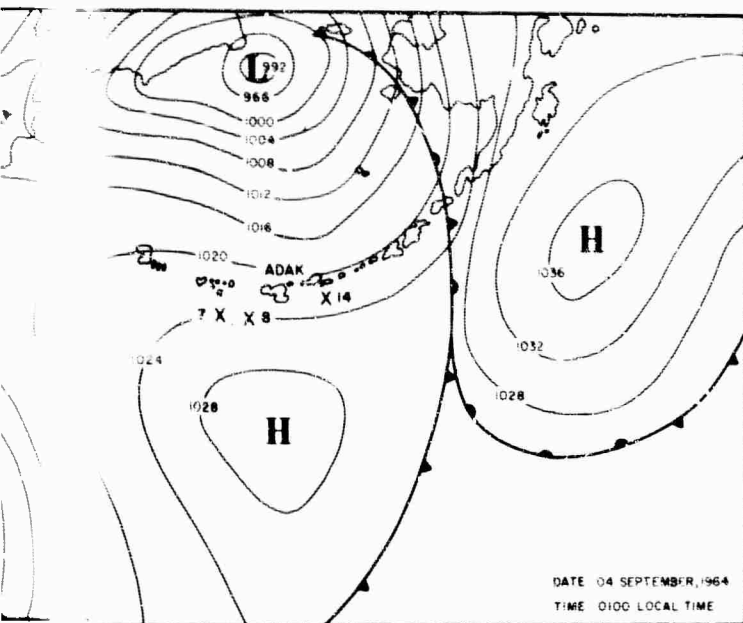 L 992
966
1000
1004
1008
1012
1016
1020
ADAK
X 14
7 X X 8
H
1036
1032
1024
1028
1028
H
DATE 04 SEPTEMBER, 1964
TIME 0100 LOCAL TIME